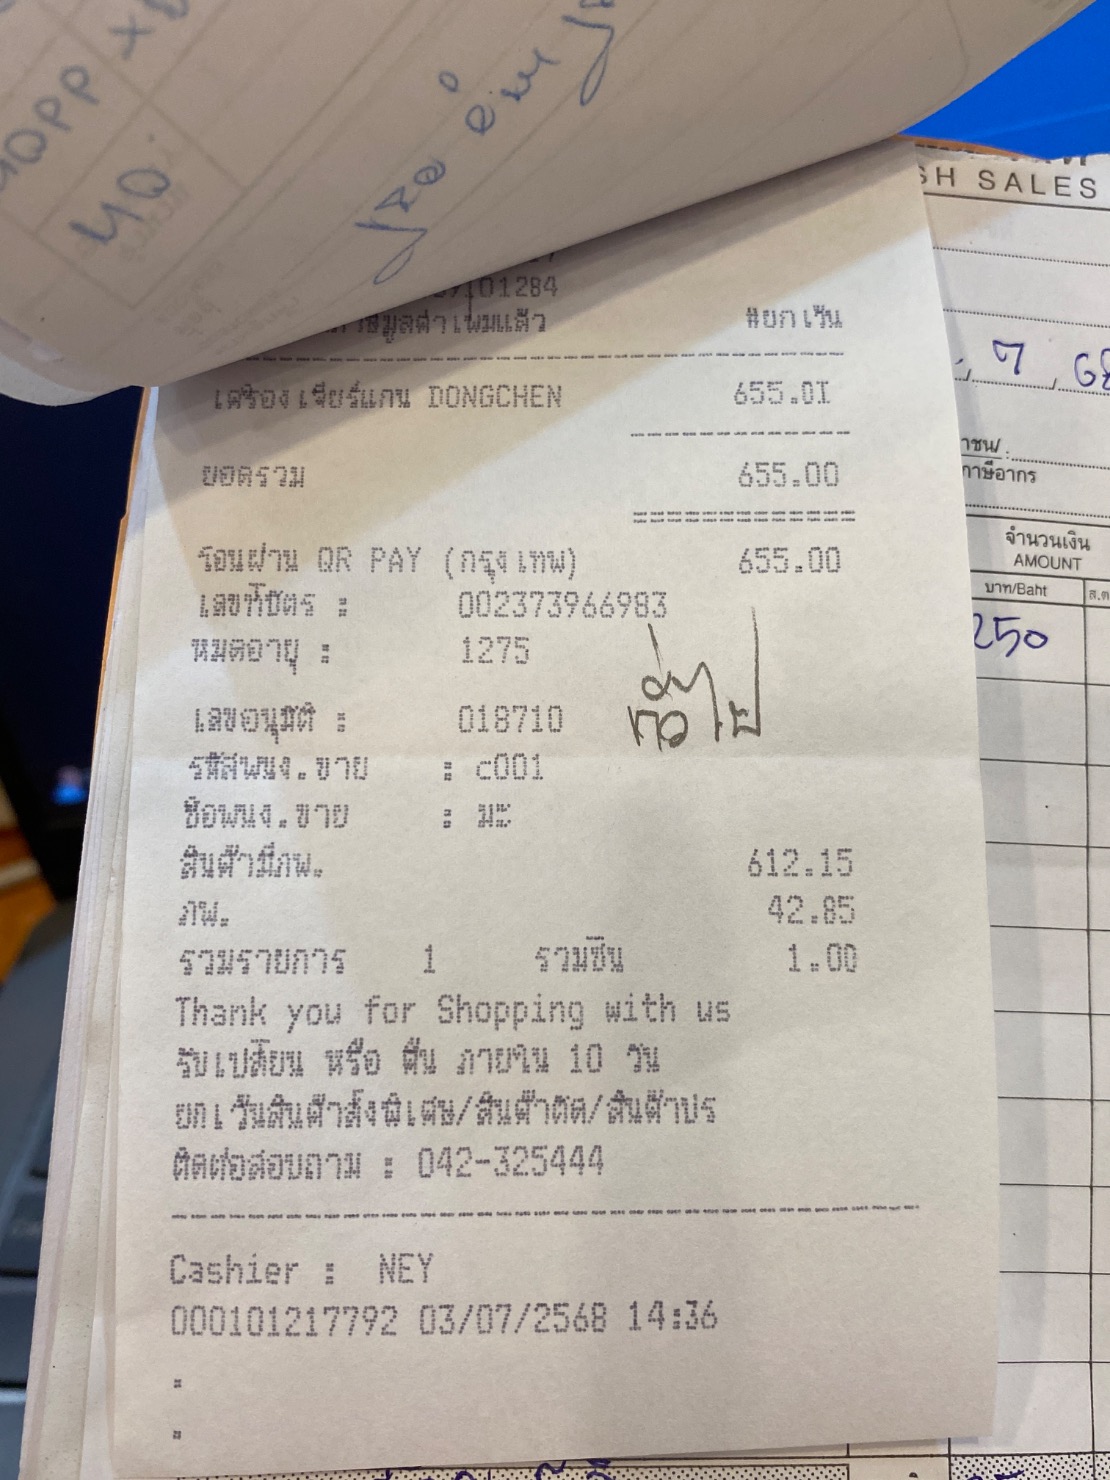 SH SALES
01284
#ยกเว้น
7 68
เครื่องเจียร์แกน DONGCHEN 655.0I
ยอดรวม 655.00
โอนผ่าน QR PAY (กรุงเทพ) 655.00
เลขที่บัตร : 002373966983
หมดอายุ : 1275
เลขอนุมัติ : 018710
รหัสพนง.ขาย : c001
ชื่อพนง.ขาย : มะ
สินค้ามีภพ. 612.15
ภพ. 42.85
รวมรายการ 1 รวมชิ้น 1.00
Thank you for Shopping with us
รับเปลี่ยน หรือ คืน ภายใน 10 วัน
ยกเว้นสินค้าสั่งพิเศษ/สินค้าตัด/สินค้าปร
ติดต่อสอบถาม : 042-325444
Cashier : NEY
000101217792 03/07/2568 14:36
ภาษีอากร
จำนวนเงิน
AMOUNT
บาท/Baht
250